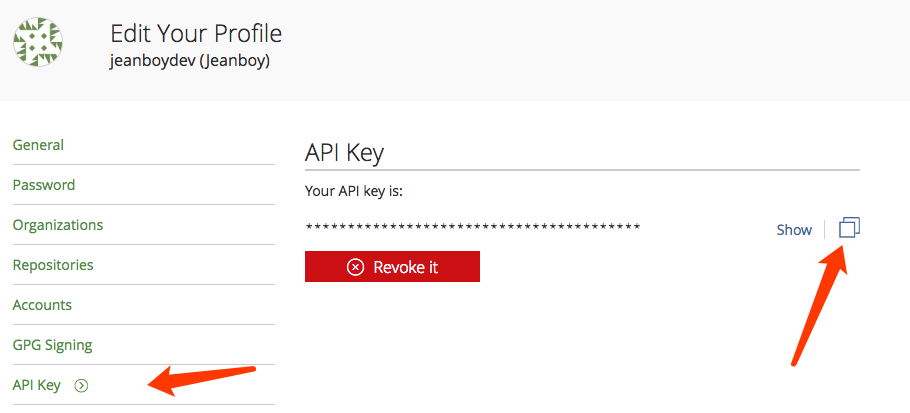 Edit Your Profile
jeanboydev (Jeanboy)
General
Password
Organizations
Repositories
Accounts
GPG Signing
API Key
API Key
Your API key is:
****************************************
Show
Revoke it